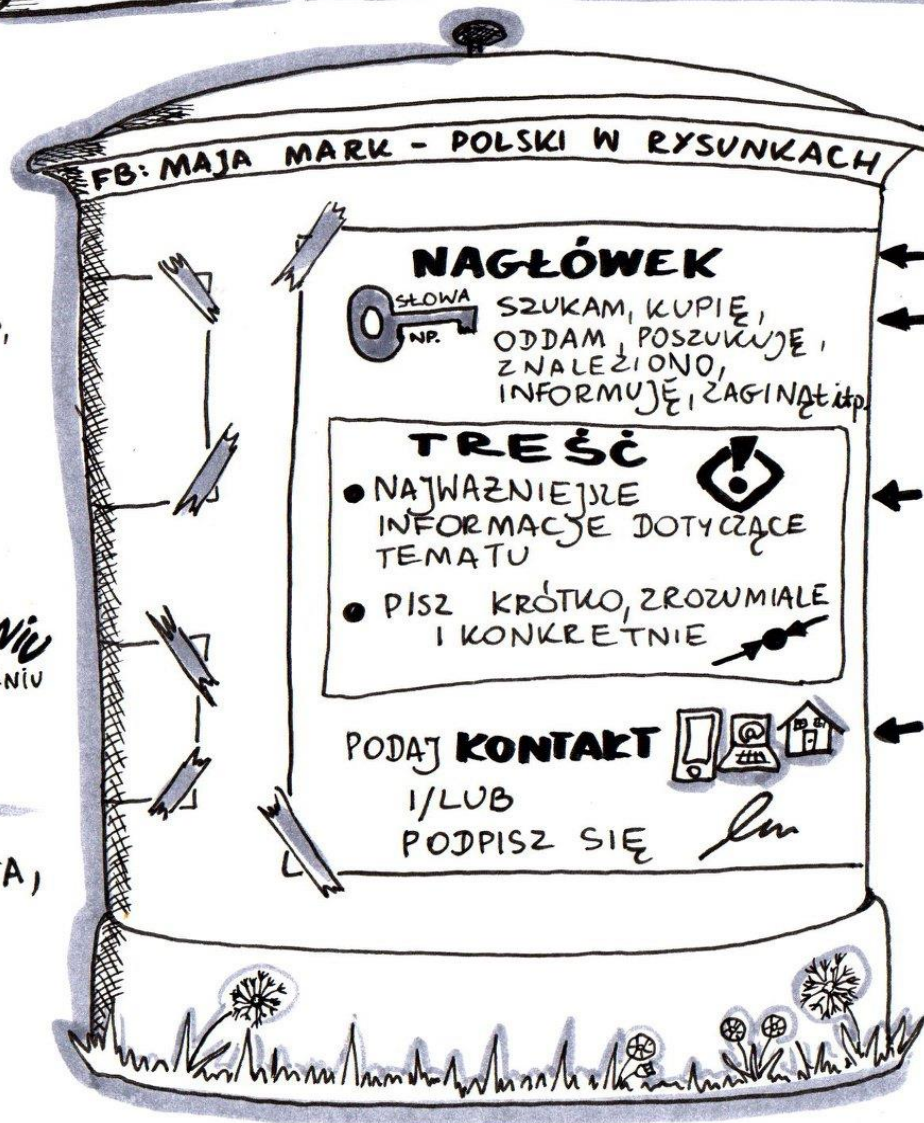 FB: MAJA MARK - POLSKI W RYSUNKACH
NAGŁÓWEK
SŁOWA
NP.
SZUKAM, KUPIĘ,
ODDAM, POSZUKUJĘ,
ZNALEZIONO,
INFORMUJĘ, ZAGINĄŁ itp.
TREŚĆ
• NAJWAŻNIEJSZE
INFORMACJE DOTYCZĄCE
TEMATU
• PISZ KRÓTKO, ZROZUMIALE
I KONKRETNIE
PODAJ KONTAKT
@
I/LUB
PODPISZ SIĘ
NIU
A,